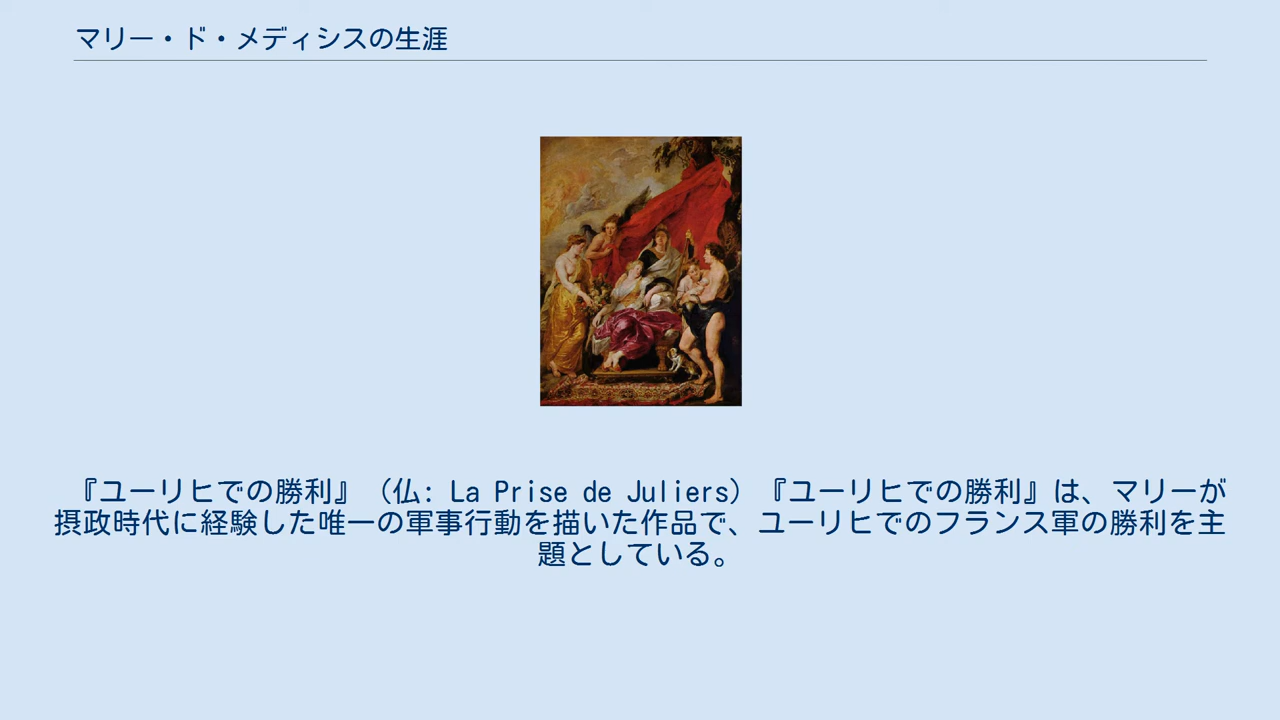 マリー・ド・メディシスの生涯
『ユーリヒでの勝利』（仏: La Prise de Juliers）『ユーリヒでの勝利』は、マリーが
摂政時代に経験した唯一の軍事行動を描いた作品で、ユーリヒでのフランス軍の勝利を主
題としている。